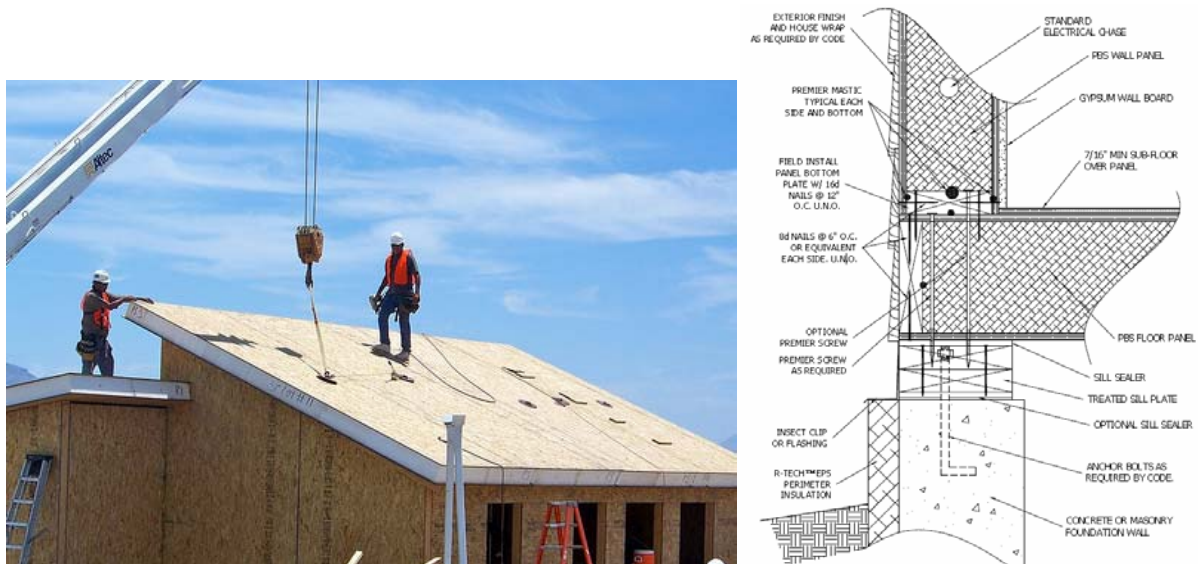 Altec
EXTERIOR FINISH
AND HOUSE WRAP
AS REQUIRED BY CODE
PREMIER MASTIC
TYPICAL EACH
SIDE AND BOTTOM
FIELD INSTALL
PANEL BOTTOM
PLATE W/ 16d
NAILS @ 12"
O.C. U.N.O.
8d NAILS @ 6" O.C.
OR EQUIVALENT
EACH SIDE. U.N.O.
OPTIONAL
PREMIER SCREW
PREMIER SCREW
AS REQUIRED
INSECT CLIP
OR FLASHING
R-TECH™EPS
PERIMETER
INSULATION
STANDARD
ELECTRICAL CHASE
PBS WALL PANEL
GYPSUM WALL BOARD
7/16" MIN SUB-FLOOR
OVER PANEL
PBS FLOOR PANEL
SILL SEALER
TREATED SILL PLATE
OPTIONAL SILL SEALER
ANCHOR BOLTS AS
REQUIRED BY CODE.
CONCRETE OR MASONRY
FOUNDATION WALL